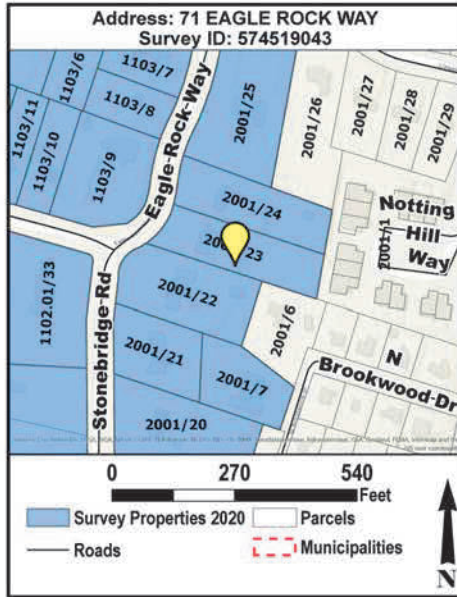 Address: 71 EAGLE ROCK WAY
Survey ID: 574519043
1103/6
1103/7
2001/25
2001/26
2001/27
2001/28
2001/29
1103/11
1103/10
1103/8
1103/9
Eagle-Rock-Way
2001/24
Notting
Hill
Way
2001/1
1102.01/33
Stonebridge-Rd
2001/22
2001/6
2001/21
2001/7
N
Brookwood-Dr
2001/20
0 270 540
Feet
Survey Properties 2020
Parcels
Roads
Municipalities
N